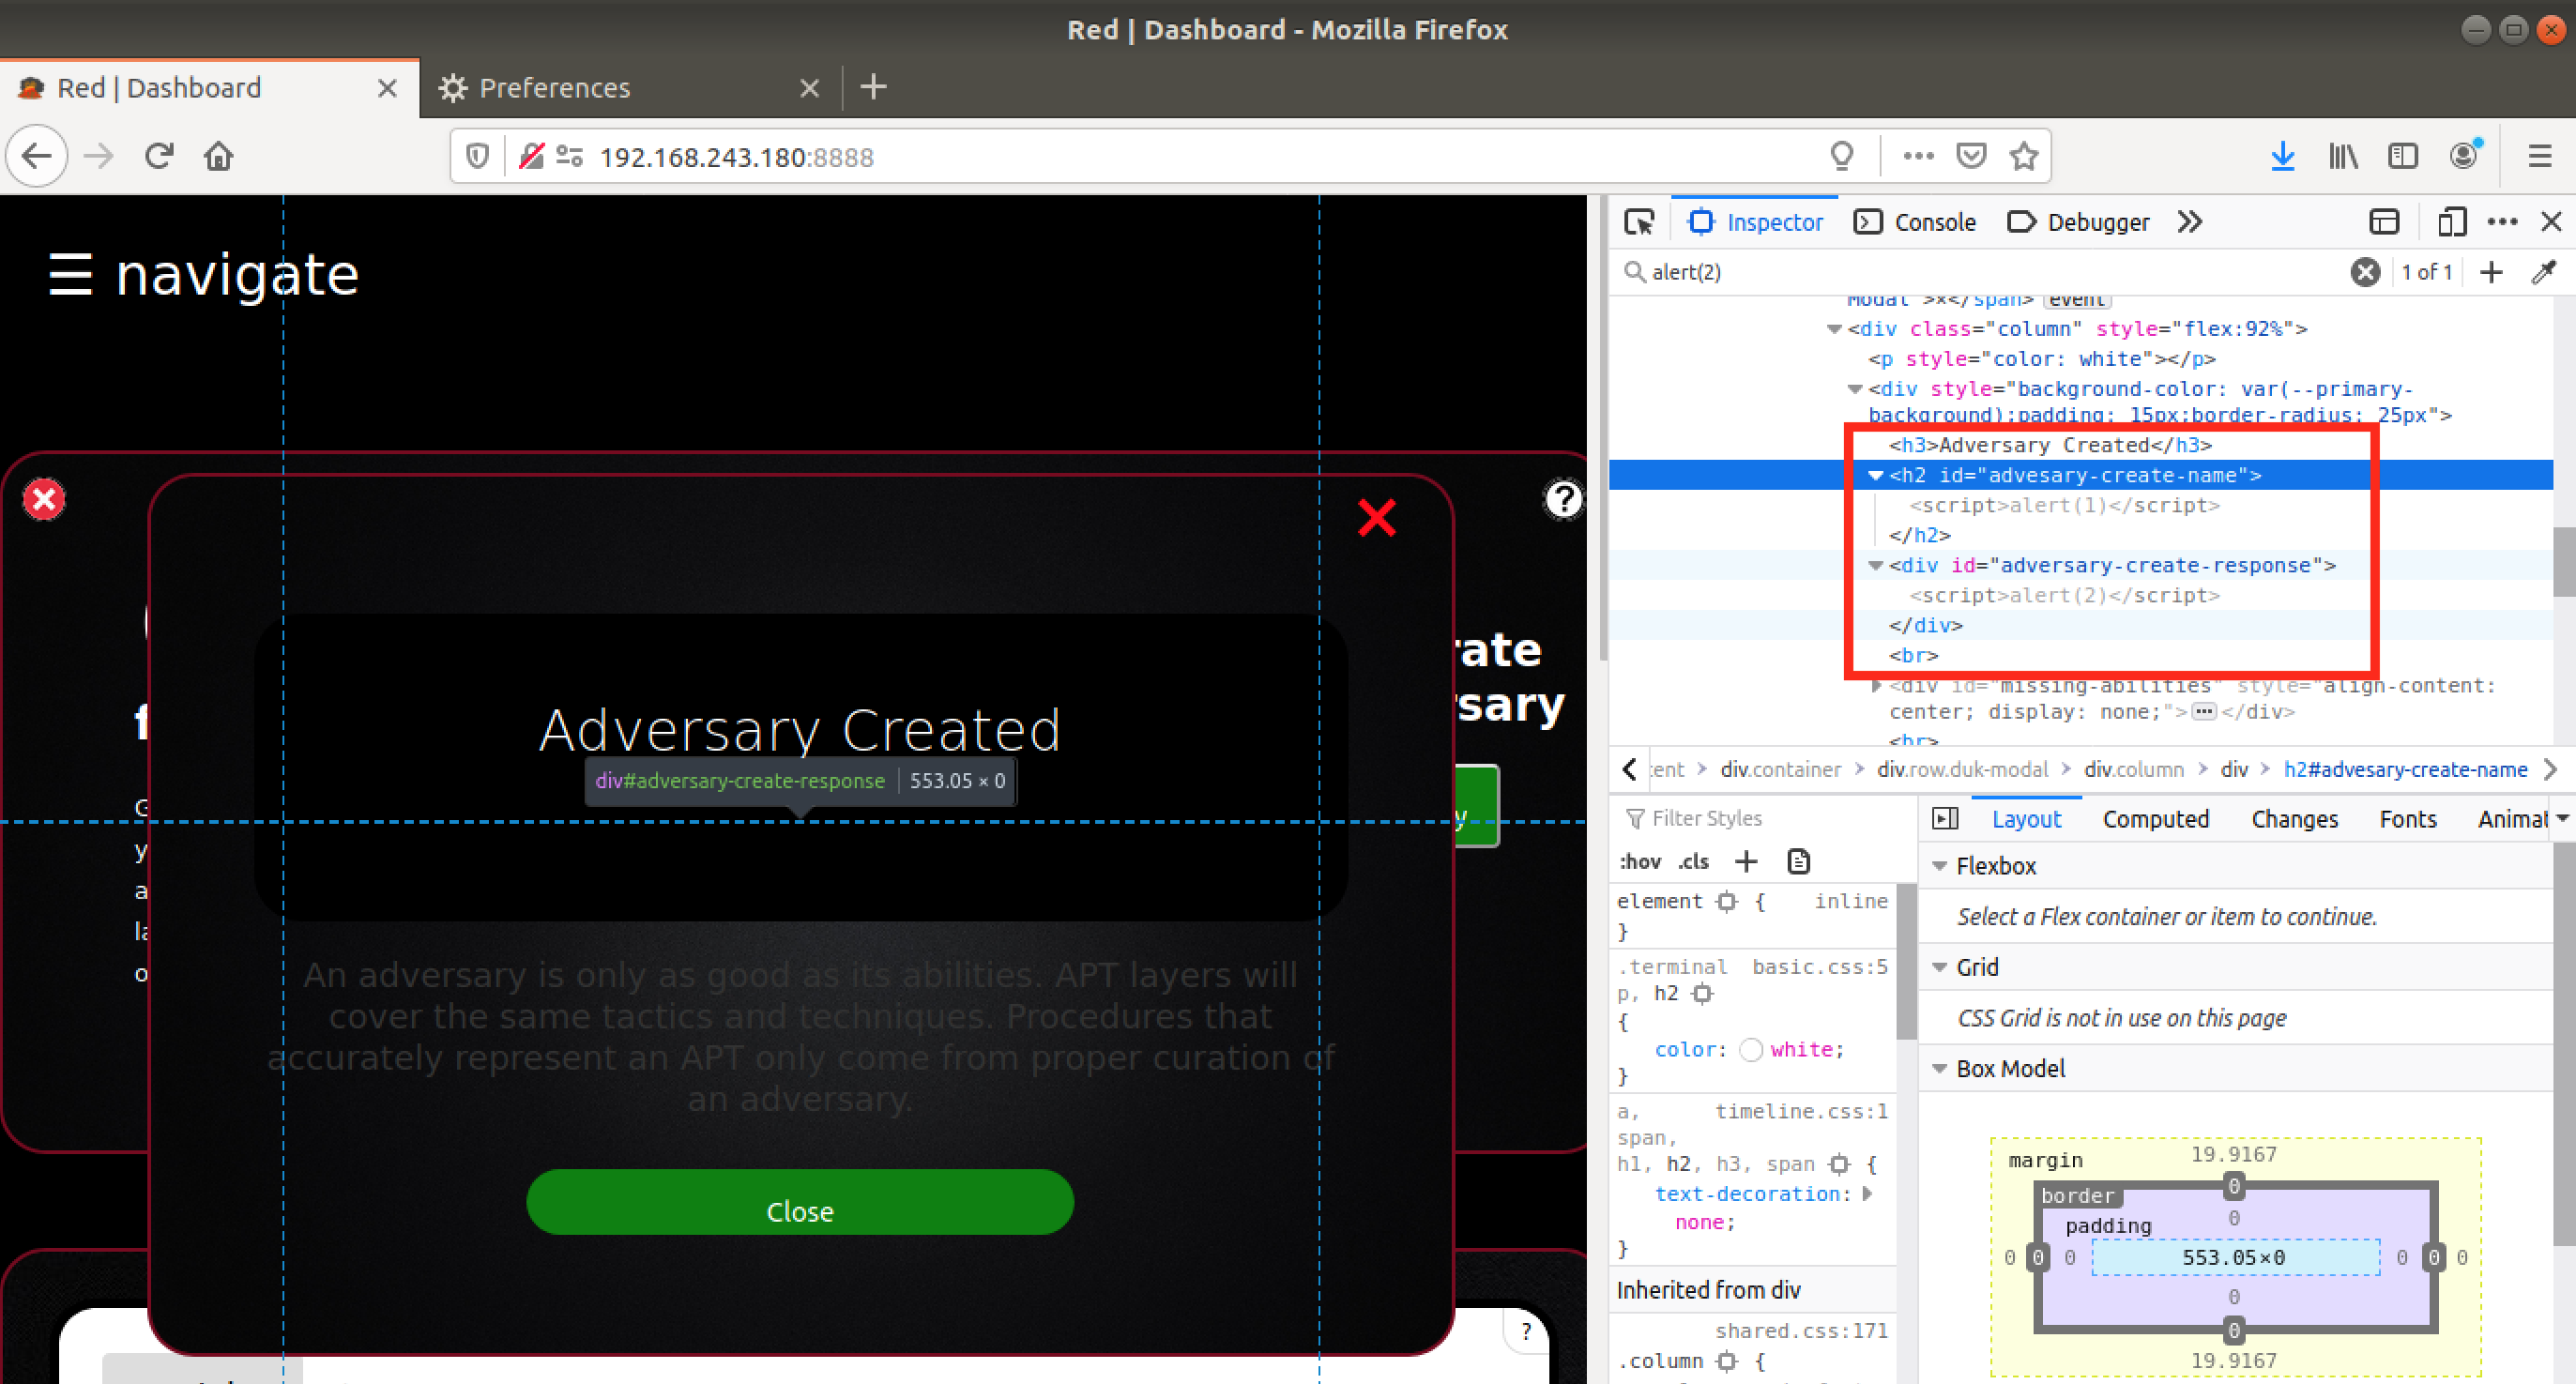 Red | Dashboard - Mozilla Firefox
Red | Dashboard
Preferences
192.168.243.180:8888
☰ navigate
Adversary Created
div#adversary-create-response | 553.05 × 0
An adversary is only as good as its abilities. APT layers will
cover the same tactics and techniques. Procedures that
accurately represent an APT only come from proper curation of
an adversary.
Close
?
rate
sary
y
f
G
y
a
la
o
?
Inspector
Console
Debugger
alert(2)
1 of 1
Modal">×</span> event
<div class="column" style="flex:92%">
<p style="color: white"></p>
<div style="background-color: var(--primary-
background);padding: 15px;border-radius: 25px">
<h3>Adversary Created</h3>
<h2 id="advesary-create-name">
<script>alert(1)</script>
</h2>
<div id="adversary-create-response">
<script>alert(2)</script>
</div>
<br>
<div id="missing-abilities" style="align-content:
center; display: none;">…</div>
<br>
tent > div.container > div.row.duk-modal > div.column > div > h2#advesary-create-name
Filter Styles
:hov .cls +
element { inline
}
.terminal basic.css:5
p, h2
{
color: white;
}
a, timeline.css:1
span,
h1, h2, h3, span {
text-decoration:
none;
}
Inherited from div
shared.css:171
.column {
Layout
Computed
Changes
Fonts
Animat
Flexbox
Select a Flex container or item to continue.
Grid
CSS Grid is not in use on this page
Box Model
margin 19.9167
border 0
padding 0
0 0 0 553.05×0 0 0 0
0
0
19.9167